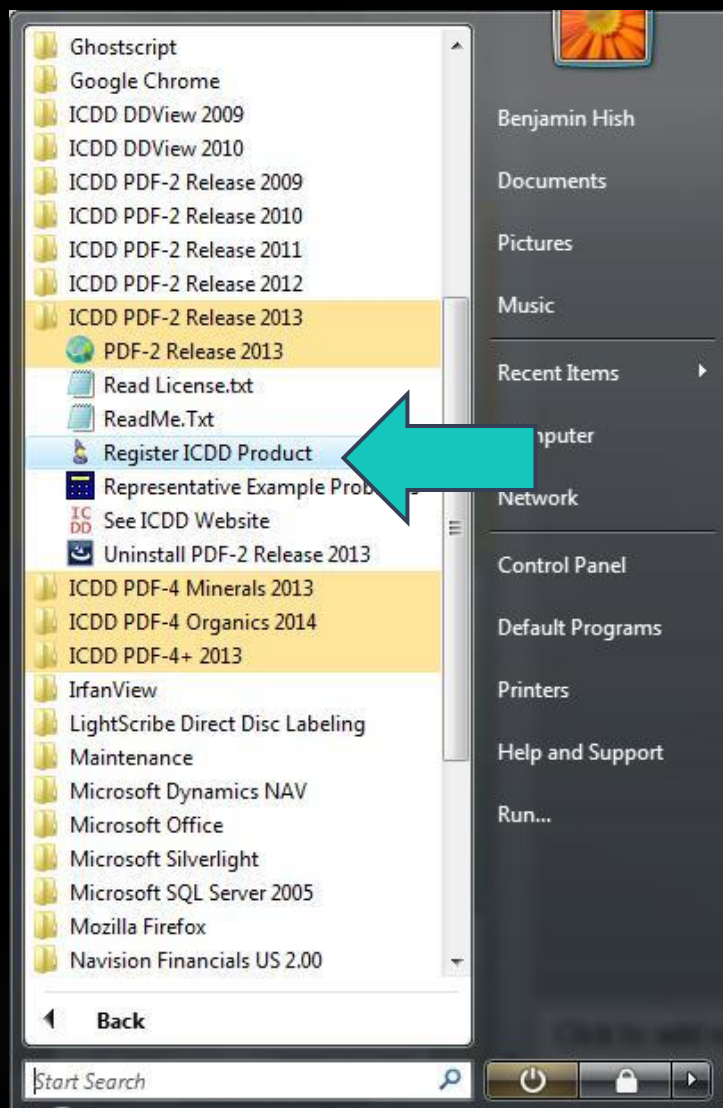 Ghostscript
Google Chrome
ICDD DDView 2009
ICDD DDView 2010
ICDD PDF-2 Release 2009
ICDD PDF-2 Release 2010
ICDD PDF-2 Release 2011
ICDD PDF-2 Release 2012
ICDD PDF-2 Release 2013
PDF-2 Release 2013
Read License.txt
ReadMe.Txt
Register ICDD Product
Representative Example
IC
DD
See ICDD Website
Uninstall PDF-2 Release 2013
ICDD PDF-4 Minerals 2013
ICDD PDF-4 Organics 2014
ICDD PDF-4+ 2013
IrfanView
LightScribe Direct Disc Labeling
Maintenance
Microsoft Dynamics NAV
Microsoft Office
Microsoft Silverlight
Microsoft SQL Server 2005
Mozilla Firefox
Navision Financials US 2.00
Back
Start Search
Benjamin Hish
Documents
Pictures
Music
Recent Items
Network
Control Panel
Default Programs
Printers
Help and Support
Run...